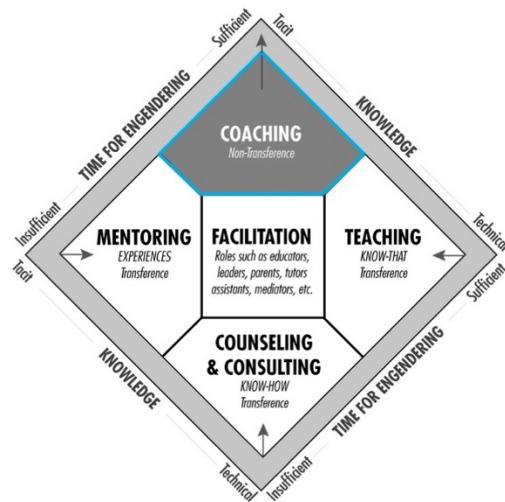 Sufficient
Tacit
TIME FOR ENGENDERING
KNOWLEDGE
COACHING
Non-Transference
Insufficient
Tacit
Technical
Sufficient
MENTORING
EXPERIENCES
Transference
FACILITATION
Roles such as educators,
leaders, parents, tutors
assistants, mediators, etc.
TEACHING
KNOW-THAT
Transference
COUNSELING
& CONSULTING
KNOW-HOW
Transference
KNOWLEDGE
TIME FOR ENGENDERING
Technical
Insufficient